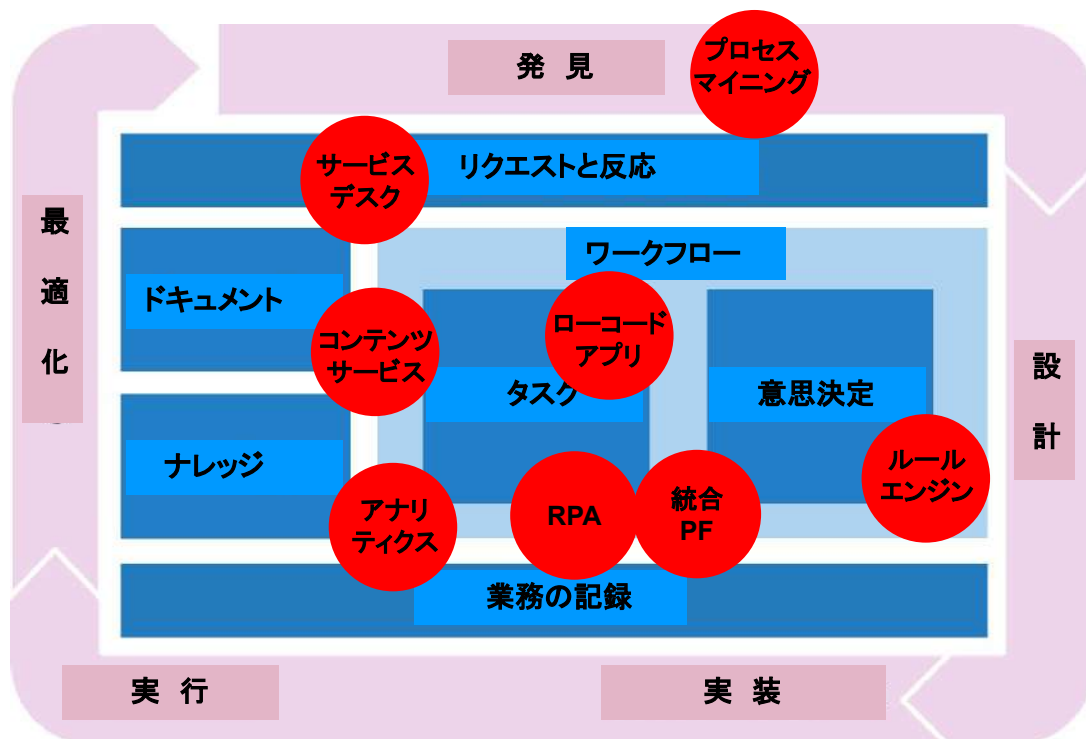 発 見
プロセス
マイニング
サービス
デスク
リクエストと反応
最
適
化
ドキュメント
ワークフロー
コンテンツ
サービス
ローコード
アプリ
タスク
意思決定
設
計
ナレッジ
アナリ
ティクス
RPA
統合
PF
ルール
エンジン
業務の記録
実 行
実 装